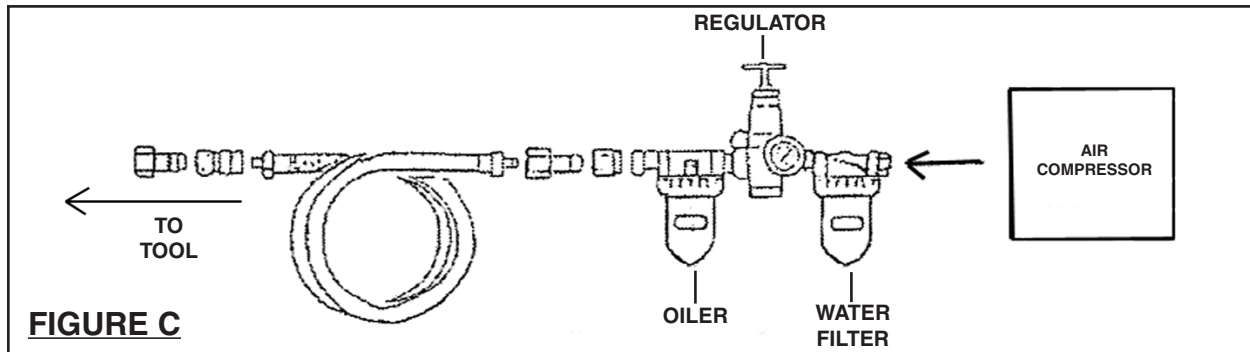 REGULATOR
AIR
COMPRESSOR
TO
TOOL
OILER
WATER
FILTER
FIGURE C